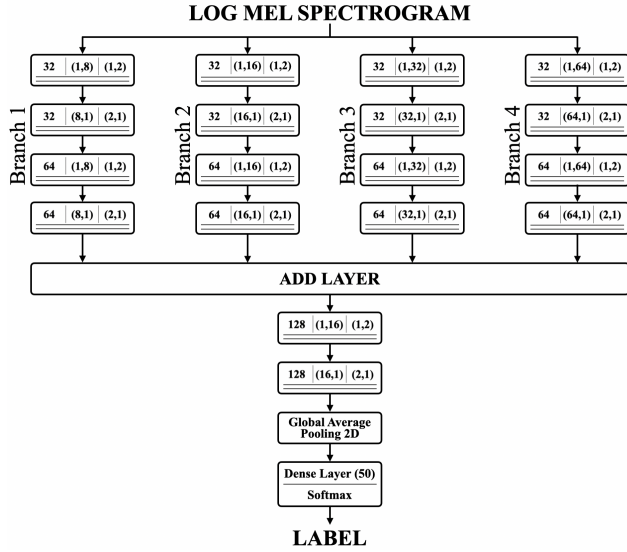 LOG MEL SPECTROGRAM
Branch 1
32 (1,8) (1,2)
32 (8,1) (2,1)
64 (1,8) (1,2)
64 (8,1) (2,1)
Branch 2
32 (1,16) (1,2)
32 (16,1) (2,1)
64 (1,16) (1,2)
64 (16,1) (2,1)
Branch 3
32 (1,32) (1,2)
32 (32,1) (2,1)
64 (1,32) (1,2)
64 (32,1) (2,1)
Branch 4
32 (1,64) (1,2)
32 (64,1) (2,1)
64 (1,64) (1,2)
64 (64,1) (2,1)
ADD LAYER
128 (1,16) (1,2)
128 (16,1) (2,1)
Global Average
Pooling 2D
Dense Layer (50)
Softmax
LABEL